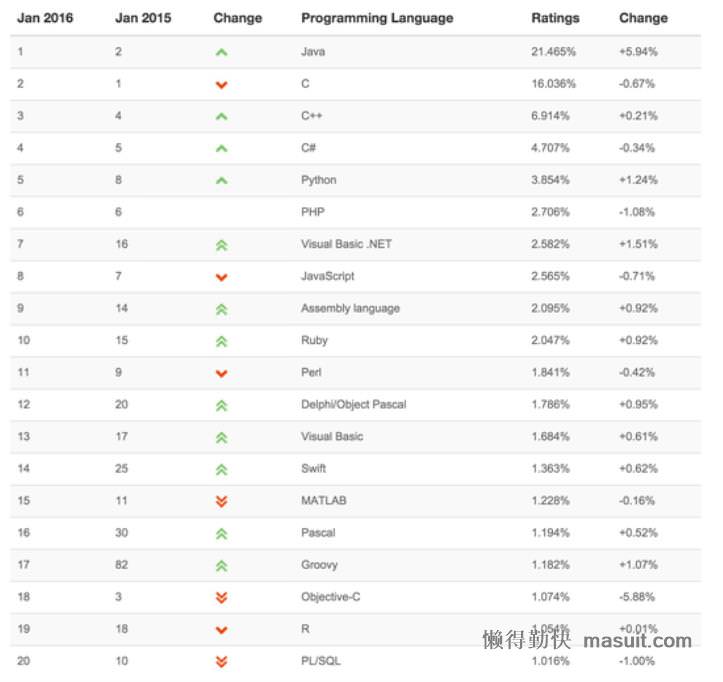 Jan 2016 Jan 2015 Change Programming Language Ratings Change
1 2 Java 21.465% +5.94%
2 1 C 16.036% -0.67%
3 4 C++ 6.914% +0.21%
4 5 C# 4.707% -0.34%
5 8 Python 3.854% +1.24%
6 6 PHP 2.706% -1.08%
7 16 Visual Basic .NET 2.582% +1.51%
8 7 JavaScript 2.565% -0.71%
9 14 Assembly language 2.095% +0.92%
10 15 Ruby 2.047% +0.92%
11 9 Perl 1.841% -0.42%
12 20 Delphi/Object Pascal 1.786% +0.95%
13 17 Visual Basic 1.684% +0.61%
14 25 Swift 1.363% +0.62%
15 11 MATLAB 1.228% -0.16%
16 30 Pascal 1.194% +0.52%
17 82 Groovy 1.182% +1.07%
18 3 Objective-C 1.074% -5.88%
19 18 R 1.054% +0.01%
懒得勤快 masuit.com
20 10 PL/SQL 1.016% -1.00%